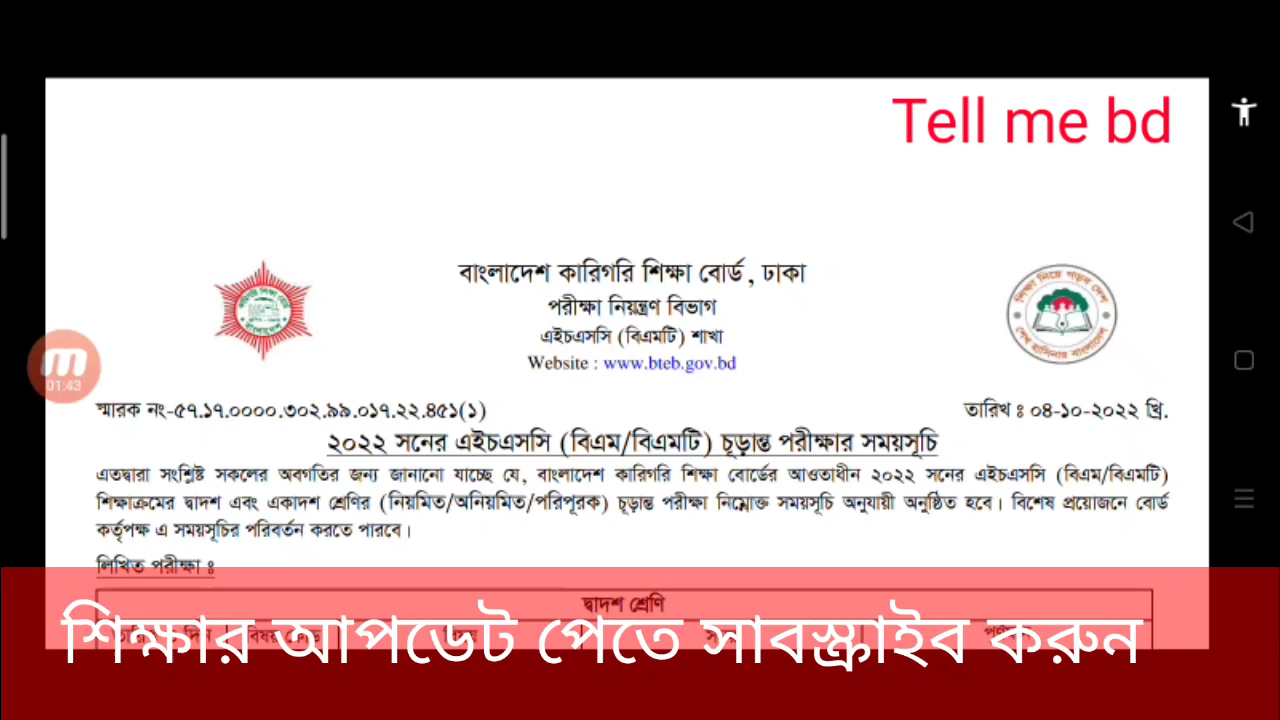 Tell me bd
বাংলাদেশ কারিগরি শিক্ষা বোর্ড, ঢাকা
পরীক্ষা নিয়ন্ত্রণ বিভাগ
এইচএসসি (বিএমটি) শাখা
Website : www.bteb.gov.bd
শিক্ষা নিয়ে গড়ব দেশ
শেখ হাসিনার বাংলাদেশ
01:43
স্মারক নং-৫৭.১৭.০০০০.৩০২.৯৯.০১৭.২২.৪৫১(১)
তারিখ ঃ ০৪-১০-২০২২ খ্রি.
২০২২ সনের এইচএসসি (বিএম/বিএমটি) চূড়ান্ত পরীক্ষার সময়সূচি
এতদ্বারা সংশ্লিষ্ট সকলের অবগতির জন্য জানানো যাচ্ছে যে, বাংলাদেশ কারিগরি শিক্ষা বোর্ডের আওতাধীন ২০২২ সনের এইচএসসি (বিএম/বিএমটি)
শিক্ষাক্রমের দ্বাদশ এবং একাদশ শ্রেণির (নিয়মিত/অনিয়মিত/পরিপূরক) চূড়ান্ত পরীক্ষা নিম্নোক্ত সময়সূচি অনুযায়ী অনুষ্ঠিত হবে। বিশেষ প্রয়োজনে বোর্ড
কর্তৃপক্ষ এ সময়সূচির পরিবর্তন করতে পারবে।
লিখিত পরীক্ষা ঃ
দ্বাদশ শ্রেণি
শিক্ষার আপডেট পেতে সাবস্ক্রাইব করুন